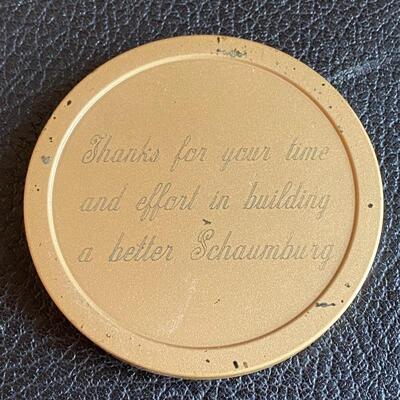 Thanks for your time
and effort in building
a better Schaumburg